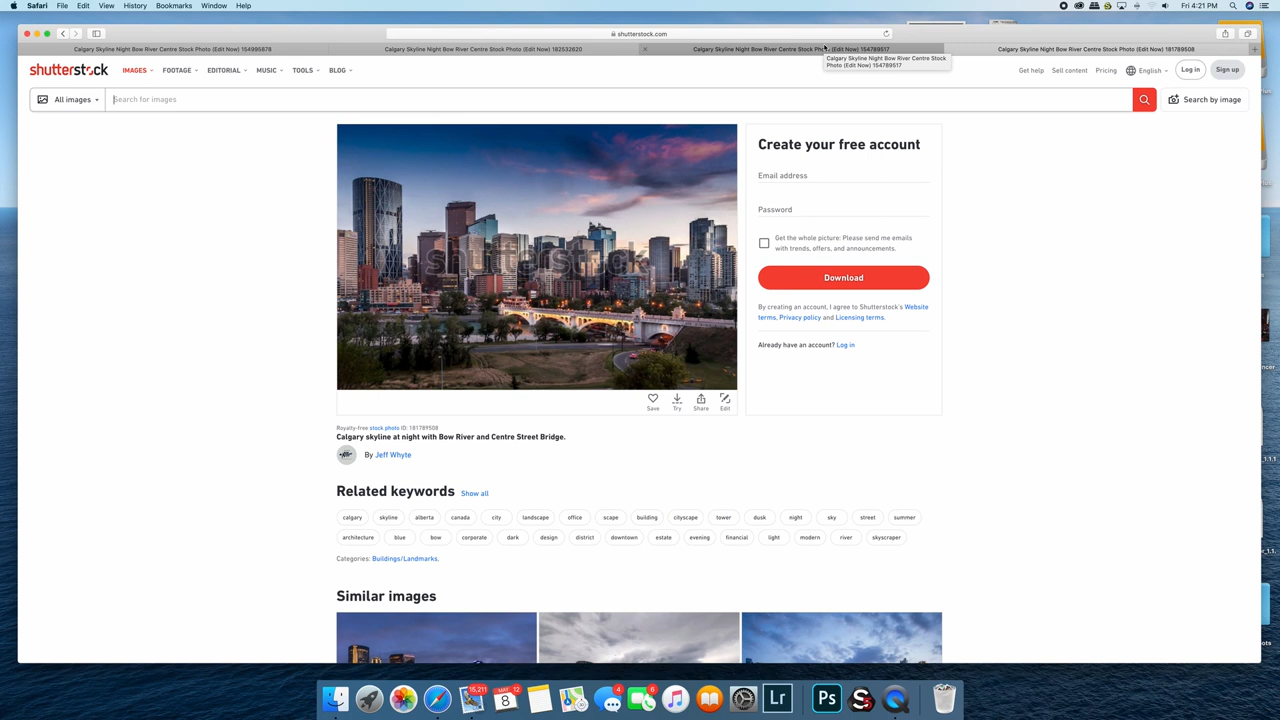 Safari File Edit View History Bookmarks Window Help
Fri 4:21 PM
shutterstock.com
Calgary Skyline Night Bow River Centre Stock Photo (Edit Now) 154995878
Calgary Skyline Night Bow River Centre Stock Photo (Edit Now) 182532620
Calgary Skyline Night Bow River Centre Stock Photo (Edit Now) 154789517
Calgary Skyline Night Bow River Centre Stock Photo (Edit Now) 181789508
Calgary Skyline Night Bow River Centre Stock
Photo (Edit Now) 154789517
shutterstock IMAGES FOOTAGE EDITORIAL MUSIC TOOLS BLOG
Get help Sell content Pricing English Log in Sign up
All images Search for images Search by image
shutterstock
Create your free account
Email address
Password
Get the whole picture: Please send me emails
with trends, offers, and announcements.
Download
By creating an account, I agree to Shutterstock's Website
terms, Privacy policy and Licensing terms.
Already have an account? Log in
Save Try Share Edit
Royalty-free stock photo ID: 181789508
Calgary skyline at night with Bow River and Centre Street Bridge.
By Jeff Whyte
Related keywords Show all
calgary skyline alberta canada city landscape office scape building cityscape tower dusk night sky street summer
architecture blue bow corporate dark design district downtown estate evening financial light modern river skyscraper
Categories: Buildings/Landmarks,
Similar images
15,211
MAY 12
8
4
6
Lr
Ps